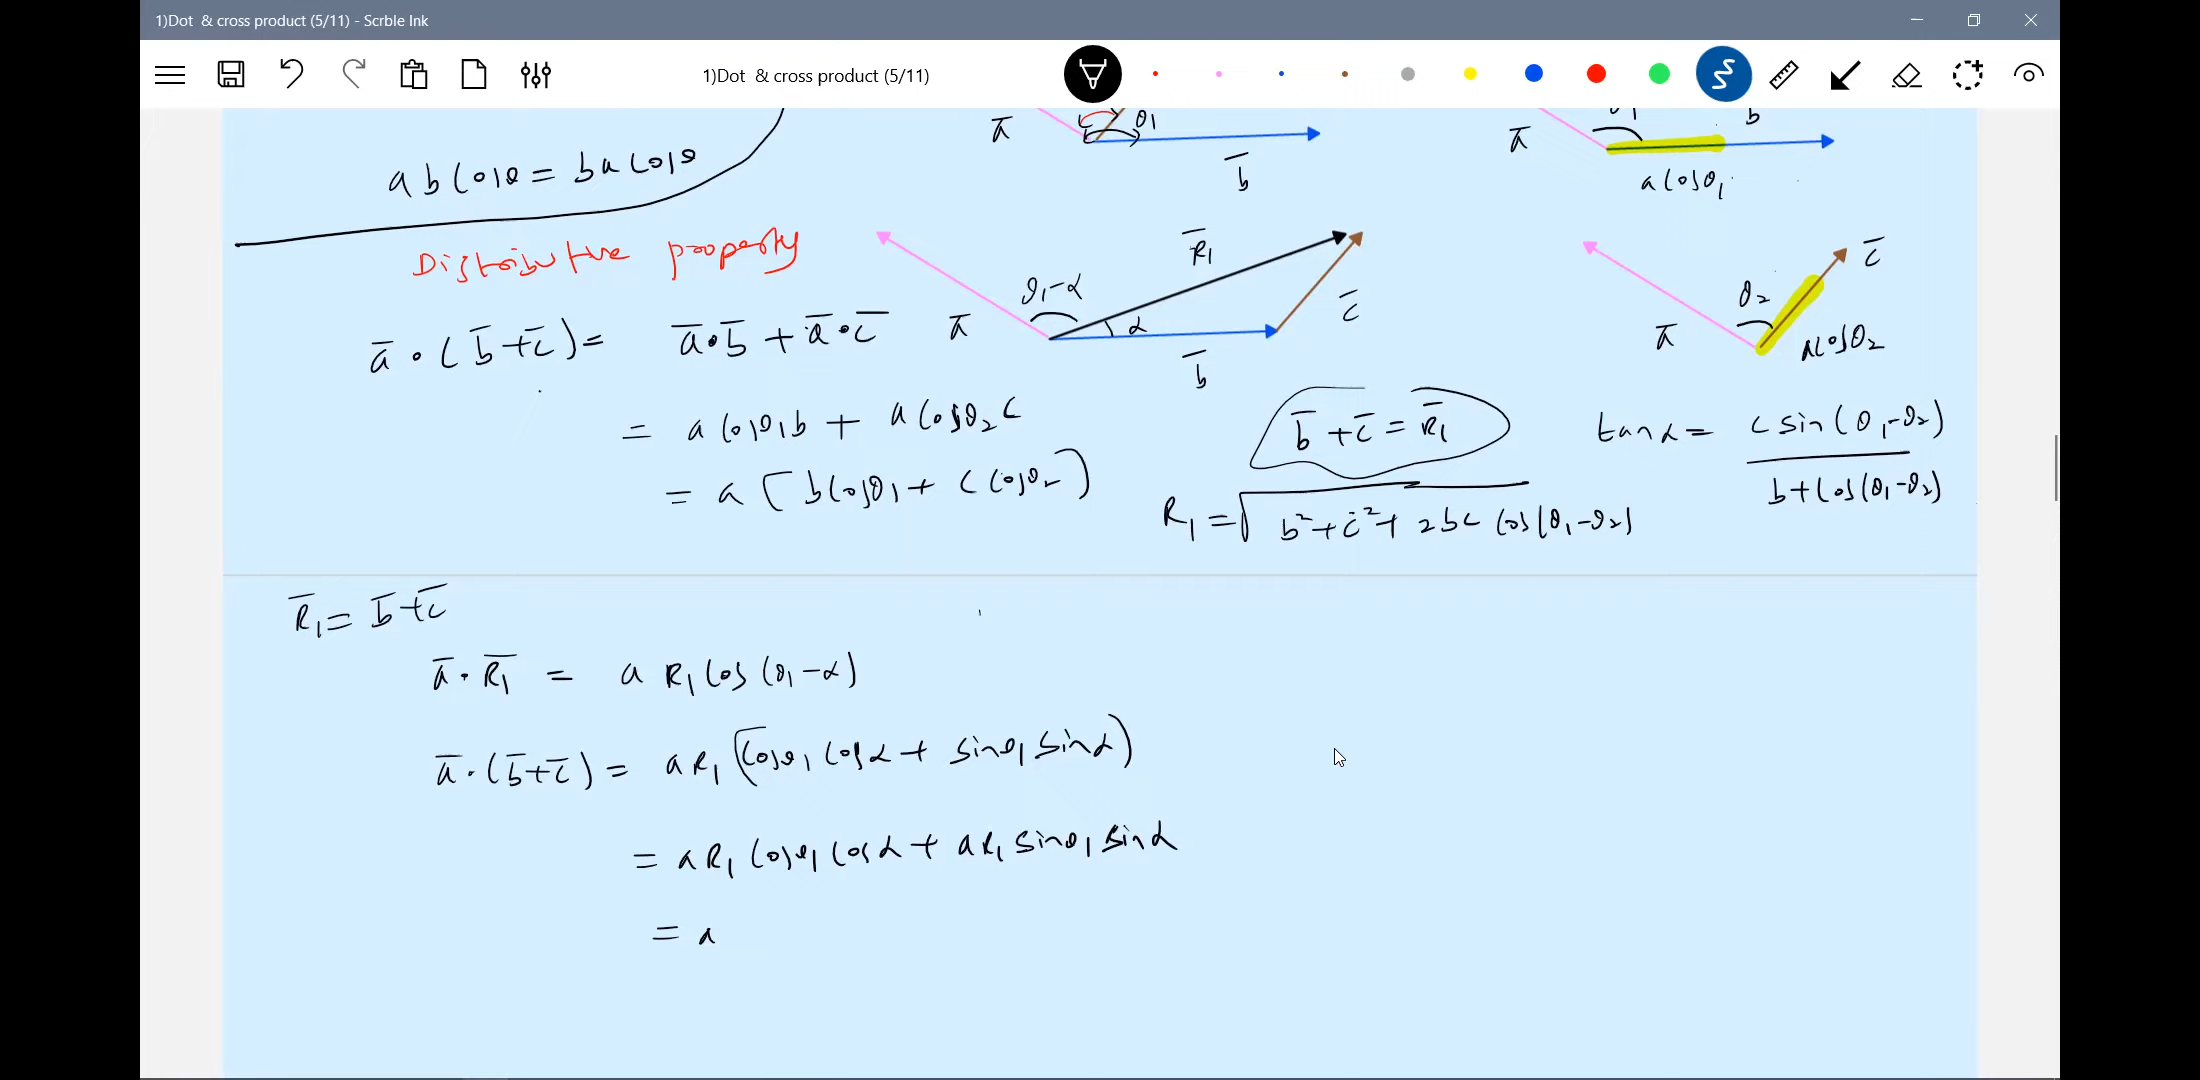 1)Dot & cross product (5/11) - Scrble Ink
1)Dot & cross product (5/11)
a̅ θ1 b̅
a̅ b a cosθ1
ab cosθ = ba cosθ
Distributive property
a̅ · (b̅ + c̅) = a̅·b̅ + a̅·c̅
= a cosθ1 b + a cosθ2 c
= a [b cosθ1 + c cosθ2]
a̅ θ1-α α R̅1 b̅ c̅
a̅ θ2 c̅ a cosθ2
b̅ + c̅ = R̅1
R1 = √b² + c² + 2bc cos(θ1-θ2)
tan α = c sin(θ1-θ2) / b + cos(θ1-θ2)
R̅1 = b̅ + c̅
a̅ · R̅1 = a R1 cos(θ1-α)
a̅ · (b̅ + c̅) = a R1 (cosθ1 cosα + sinθ1 sinα)
= a R1 cosθ1 cosα + a R1 sinθ1 sinα
= a